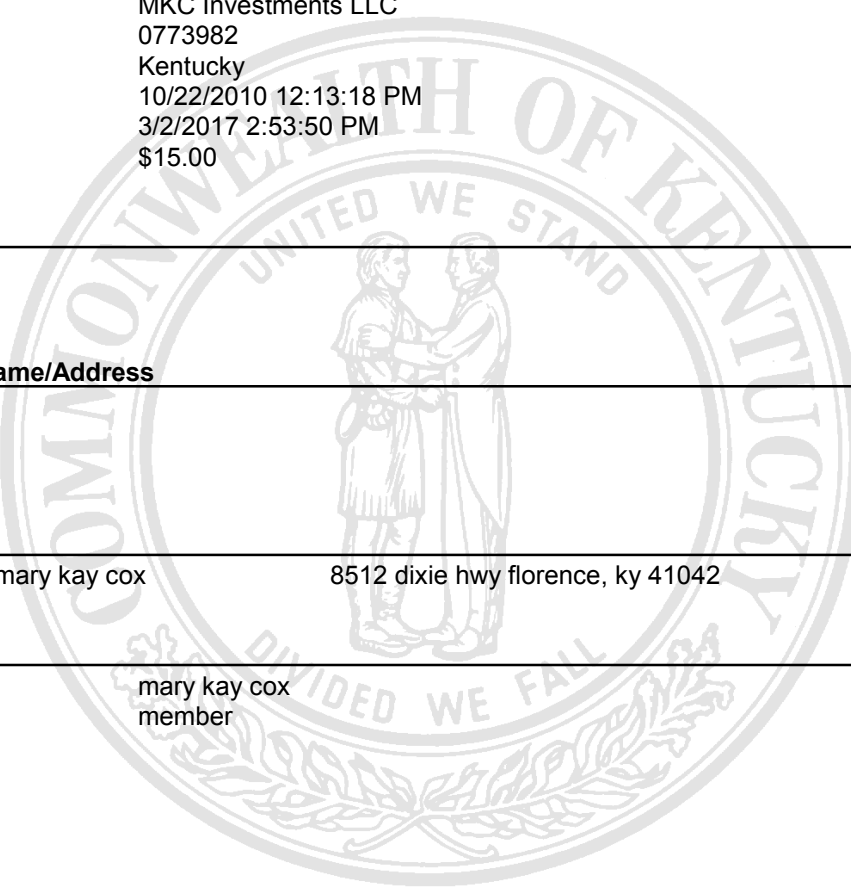 MKC Investments LLC
0773982
Kentucky
10/22/2010 12:13:18 PM
3/2/2017 2:53:50 PM
$15.00
COMMONWEALTH OF KENTUCKY
UNITED WE STAND
ame/Address
mary kay cox 8512 dixie hwy florence, ky 41042
DIVIDED WE FALL
mary kay cox
member